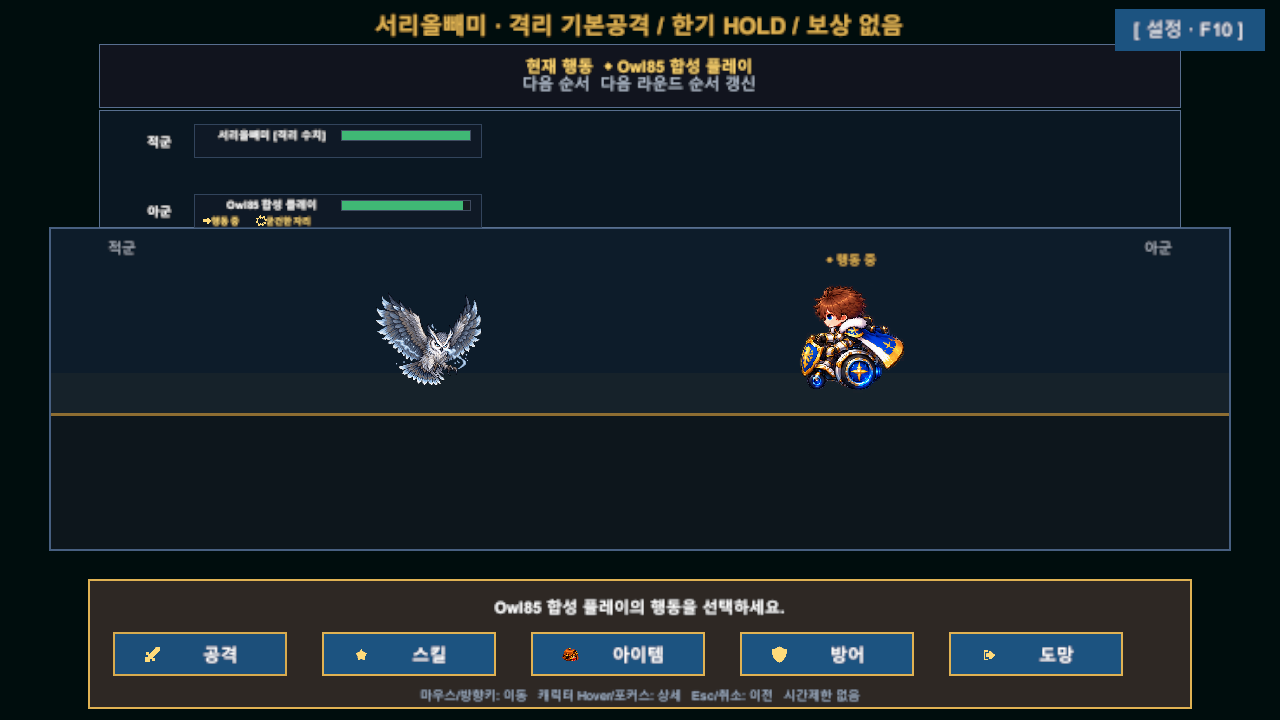 서리올빼미 · 격리 기본공격 / 한기 HOLD / 보상 없음
[ 설정 · F10 ]
현재 행동 ◆ Owl85 합성 플레이
다음 순서 다음 라운드 순서 갱신
적군
서리올빼미 [격리 수치]
아군
Owl85 합성 플레이
행동 중 굳건한 자리
적군
아군
◆ 행동 중
Owl85 합성 플레이의 행동을 선택하세요.
공격
스킬
아이템
방어
도망
마우스/방향키: 이동 캐릭터 Hover/포커스: 상세 Esc/취소: 이전 시간제한 없음